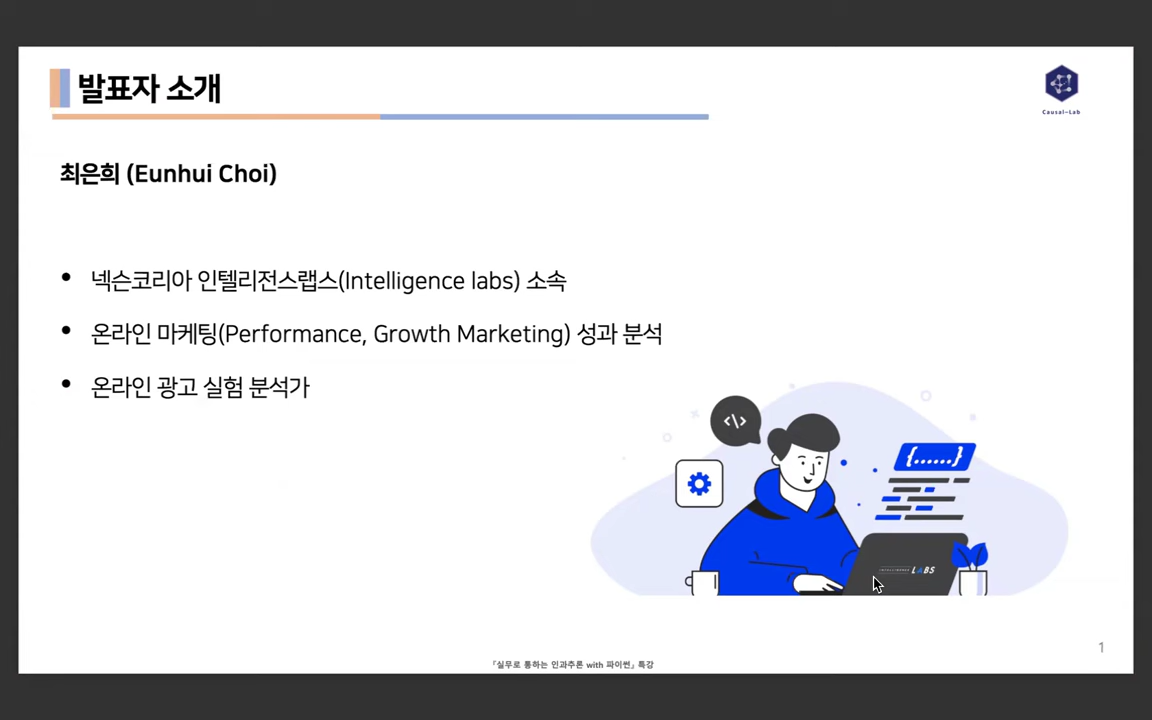 발표자 소개
Causal-Lab
최은희 (Eunhui Choi)
• 넥슨코리아 인텔리전스랩스(Intelligence labs) 소속
• 온라인 마케팅(Performance, Growth Marketing) 성과 분석
• 온라인 광고 실험 분석가
</>
{......}
INTELLIGENCE LABS
1
『실무로 통하는 인과추론 with 파이썬』 특강